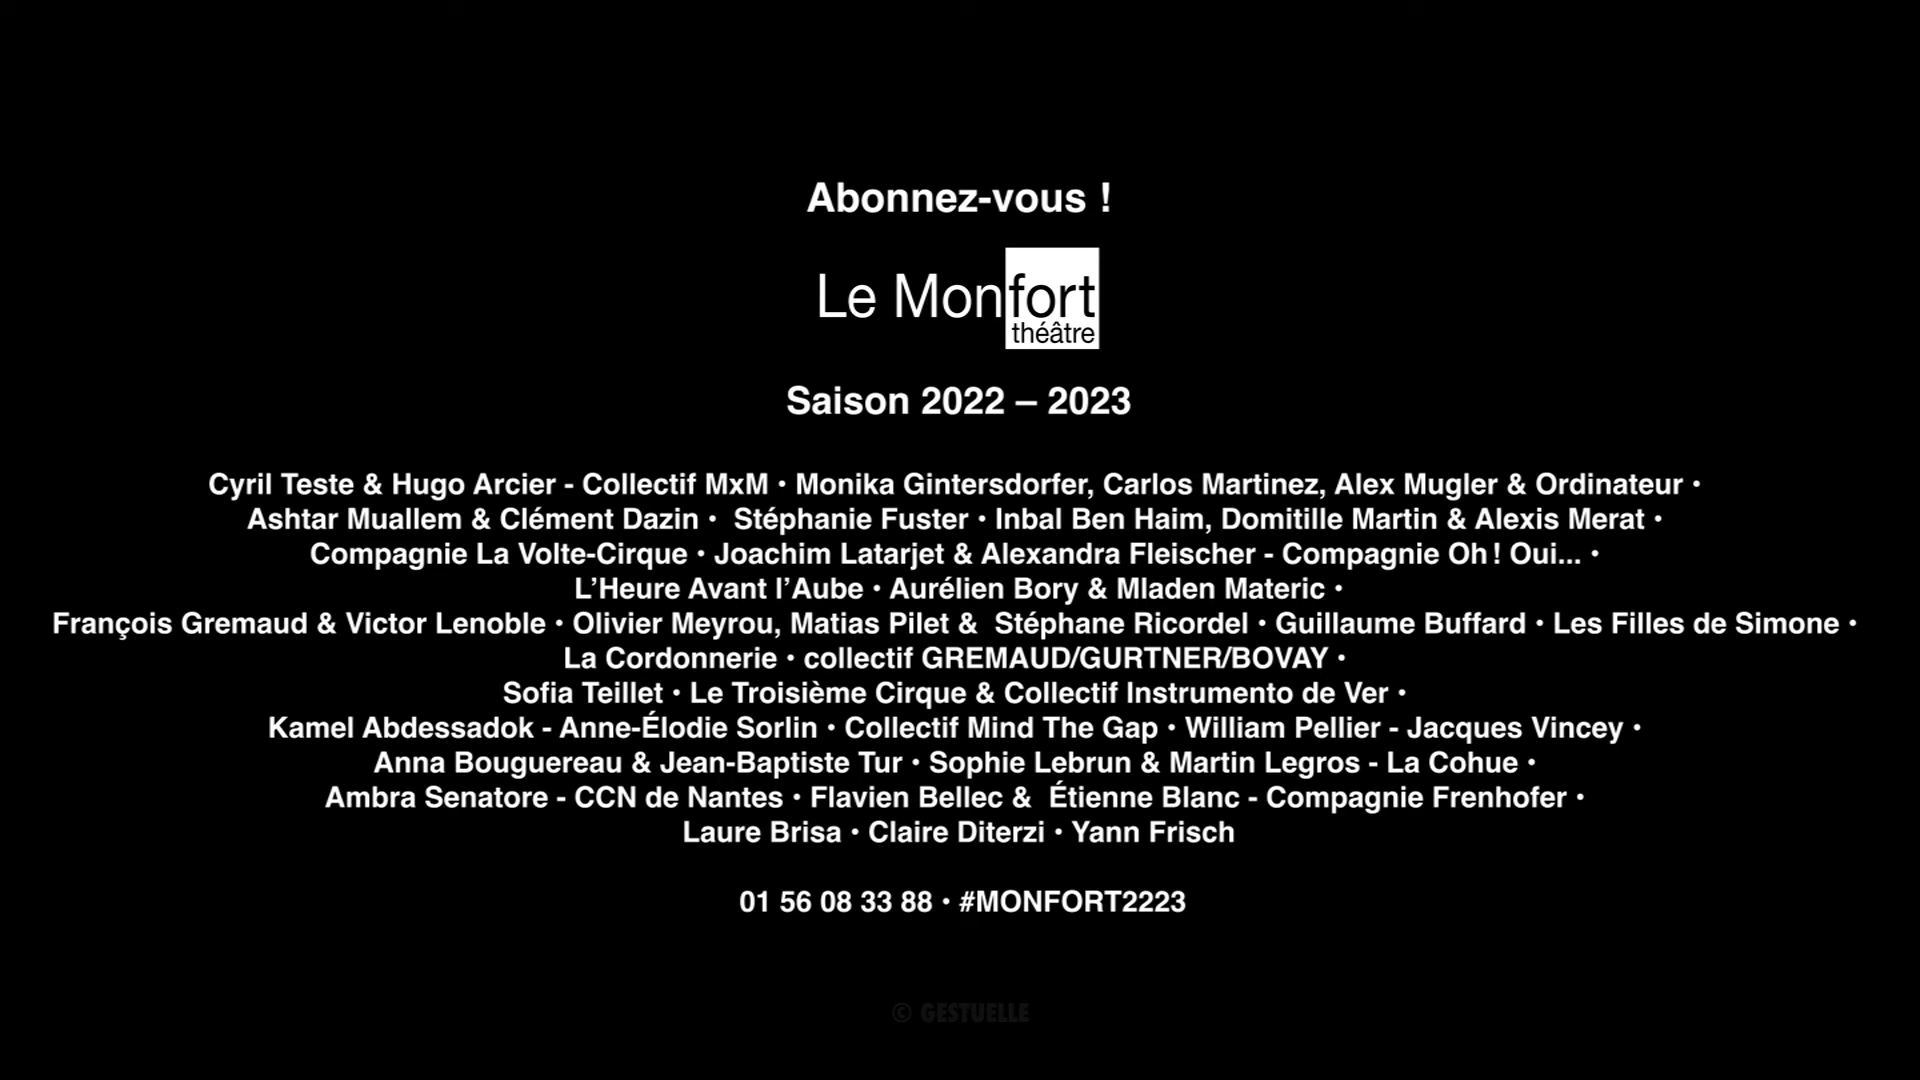 Abonnez-vous !
Le Monfort
théâtre
Saison 2022 – 2023
Cyril Teste & Hugo Arcier - Collectif MxM • Monika Gintersdorfer, Carlos Martinez, Alex Mugler & Ordinateur •
Ashtar Muallem & Clément Dazin • Stéphanie Fuster • Inbal Ben Haim, Domitille Martin & Alexis Merat •
Compagnie La Volte-Cirque • Joachim Latarjet & Alexandra Fleischer - Compagnie Oh ! Oui... •
L’Heure Avant l’Aube • Aurélien Bory & Mladen Materic •
François Gremaud & Victor Lenoble • Olivier Meyrou, Matias Pilet & Stéphane Ricordel • Guillaume Buffard • Les Filles de Simone •
La Cordonnerie • collectif GREMAUD/GURTNER/BOVAY •
Sofia Teillet • Le Troisième Cirque & Collectif Instrumento de Ver •
Kamel Abdessadok - Anne-Élodie Sorlin • Collectif Mind The Gap • William Pellier - Jacques Vincey •
Anna Bouguereau & Jean-Baptiste Tur • Sophie Lebrun & Martin Legros - La Cohue •
Ambra Senatore - CCN de Nantes • Flavien Bellec & Étienne Blanc - Compagnie Frenhofer •
Laure Brisa • Claire Diterzi • Yann Frisch
01 56 08 33 88 • #MONFORT2223
© GESTUELLE